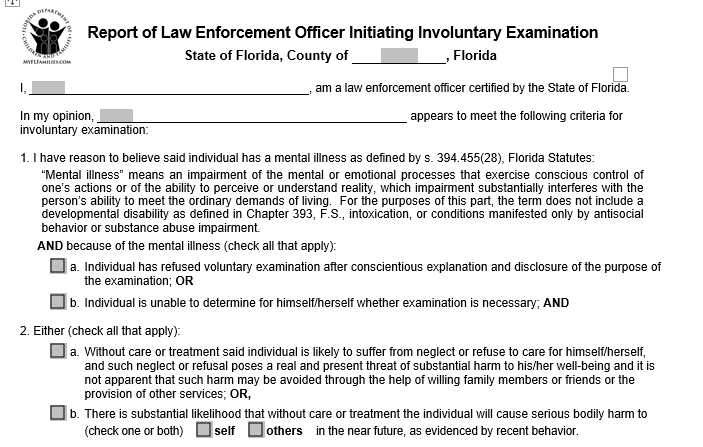 FLORIDA DEPARTMENT OF CHILDREN AND FAMILIES
MYFLFAMILIES.COM
Report of Law Enforcement Officer Initiating Involuntary Examination
State of Florida, County of ______, Florida
I, ______, am a law enforcement officer certified by the State of Florida.
In my opinion, ______ appears to meet the following criteria for
involuntary examination:
1. I have reason to believe said individual has a mental illness as defined by s. 394.455(28), Florida Statutes:
“Mental illness” means an impairment of the mental or emotional processes that exercise conscious control of
one’s actions or of the ability to perceive or understand reality, which impairment substantially interferes with the
person’s ability to meet the ordinary demands of living. For the purposes of this part, the term does not include a
developmental disability as defined in Chapter 393, F.S., intoxication, or conditions manifested only by antisocial
behavior or substance abuse impairment.
AND because of the mental illness (check all that apply):
a. Individual has refused voluntary examination after conscientious explanation and disclosure of the purpose of
the examination; OR
b. Individual is unable to determine for himself/herself whether examination is necessary; AND
2. Either (check all that apply):
a. Without care or treatment said individual is likely to suffer from neglect or refuse to care for himself/herself,
and such neglect or refusal poses a real and present threat of substantial harm to his/her well-being and it is
not apparent that such harm may be avoided through the help of willing family members or friends or the
provision of other services; OR,
b. There is substantial likelihood that without care or treatment the individual will cause serious bodily harm to
(check one or both) self others in the near future, as evidenced by recent behavior.